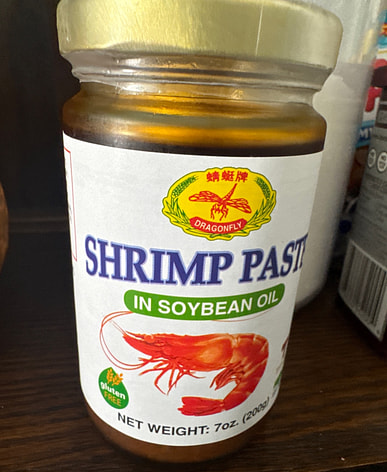 蜻蜓牌
DRAGONFLY
SHRIMP PAST
IN SOYBEAN OIL
gluten
FREE
NET WEIGHT: 7oz. (200g)